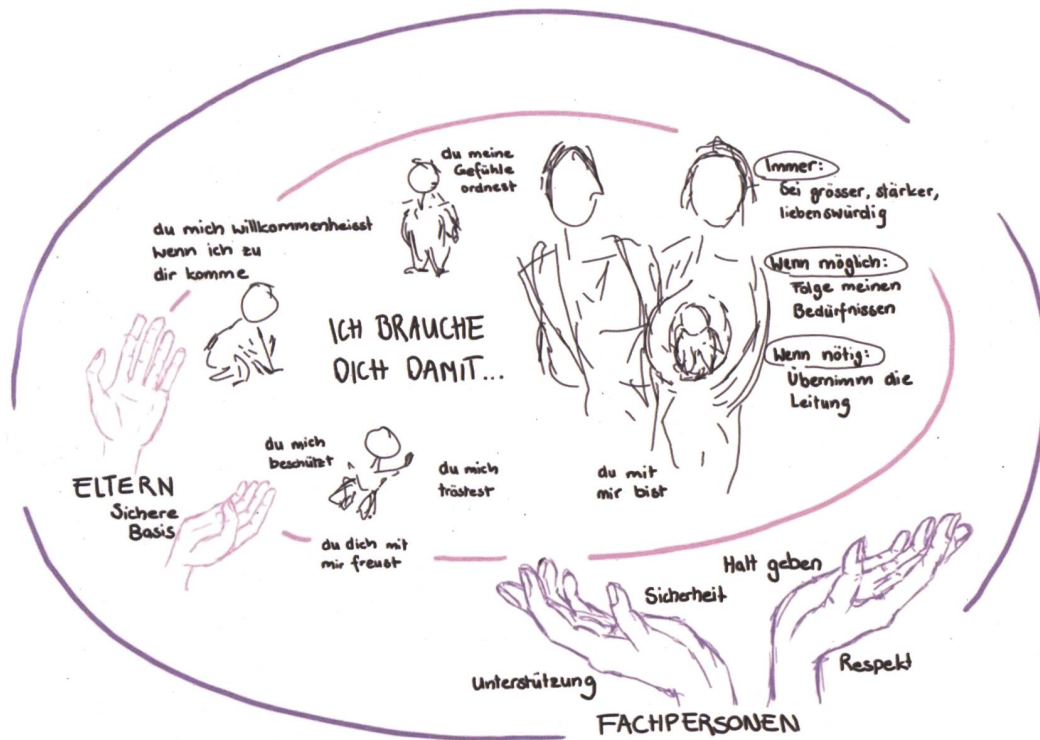 du meine
Gefühle
ordnest
Immer:
Sei grösser, stärker,
liebenswürdig
du mich willkommenheisst
wenn ich zu
dir komme
Wenn möglich:
Folge meinen
Bedürfnissen
ICH BRAUCHE
DICH DAMIT...
Wenn nötig:
Übernimm die
Leitung
du mich
beschützt
du mich
tröstest
du mit
mir bist
ELTERN
Sichere
Basis
du dich mit
mir freust
Halt geben
Sicherheit
Unterstützung
Respekt
FACHPERSONEN